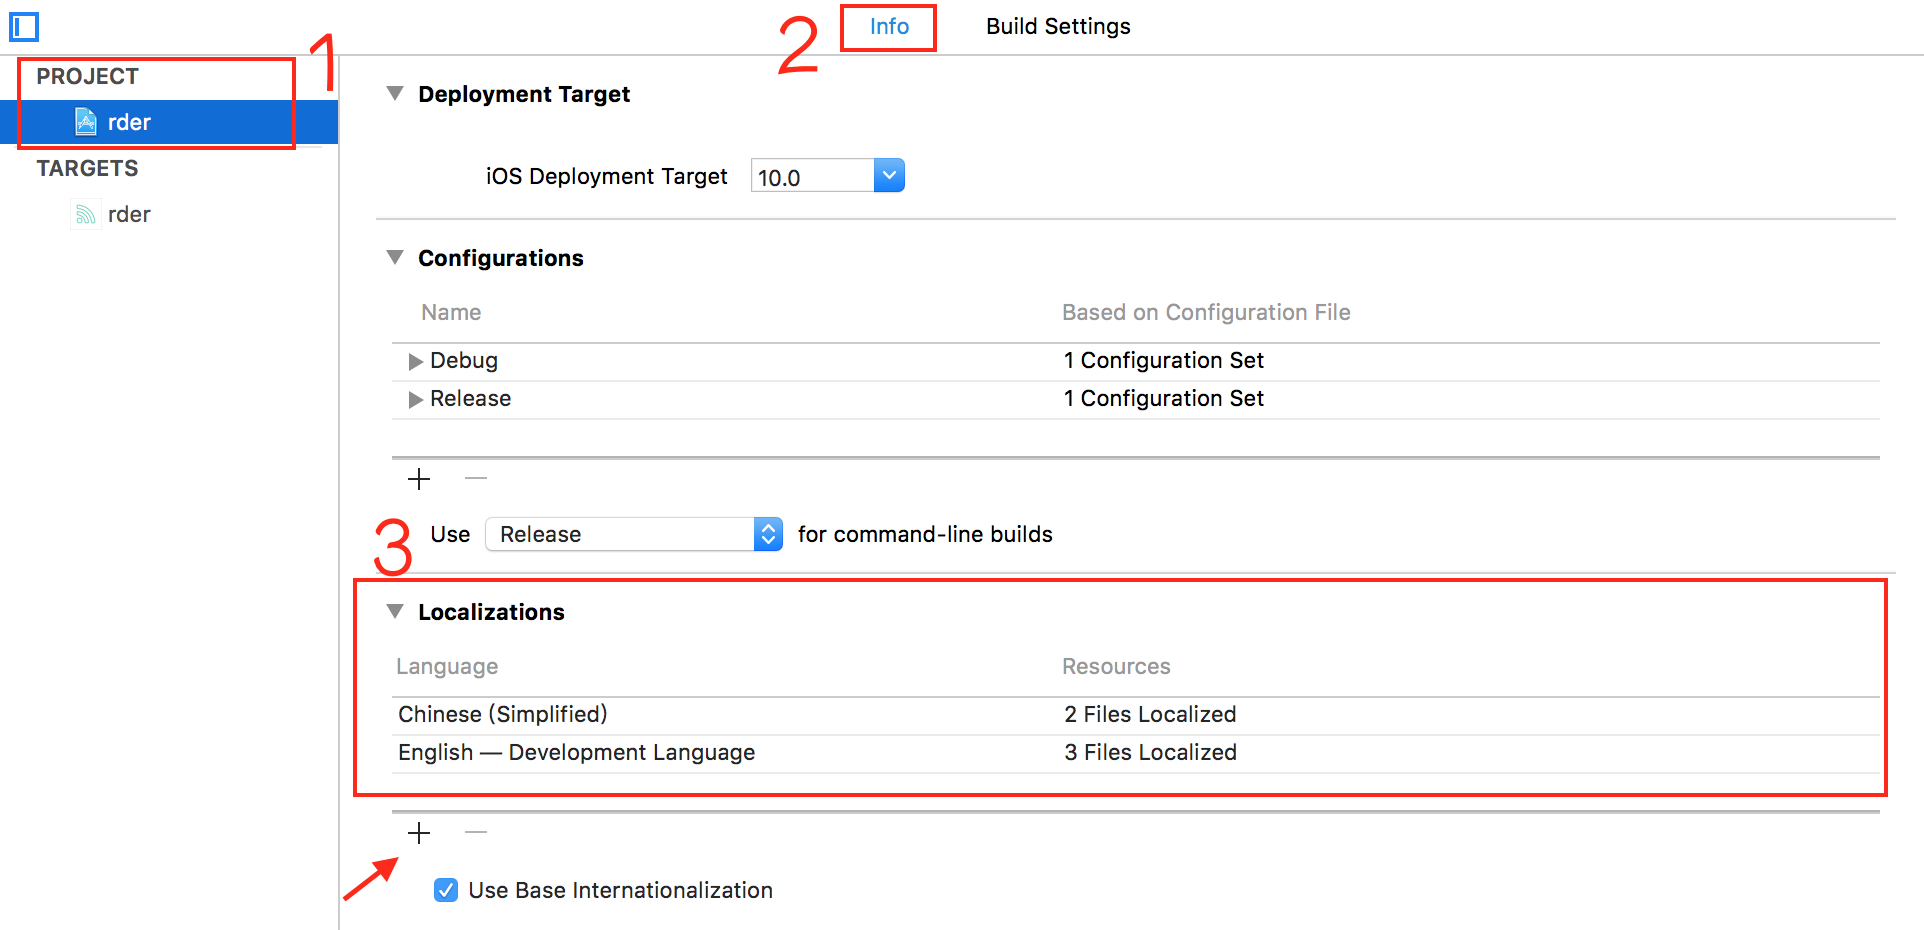 Info Build Settings
1
2
PROJECT
rder
TARGETS
rder
Deployment Target
iOS Deployment Target 10.0
Configurations
Name Based on Configuration File
Debug 1 Configuration Set
Release 1 Configuration Set
3
Use Release for command-line builds
Localizations
Language Resources
Chinese (Simplified) 2 Files Localized
English — Development Language 3 Files Localized
Use Base Internationalization